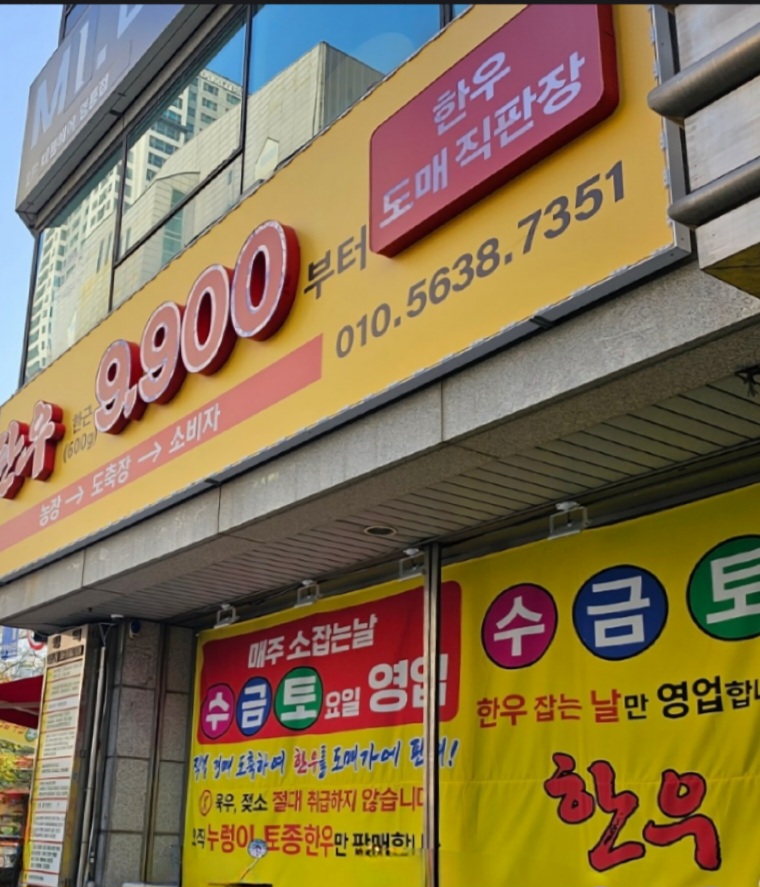 MI.
한우
도매 직판장
한우
한근
(600g)
9,900
부터
010.5638.7351
농장 → 도축장 → 소비자
매주 소잡는날
수금토요일 영업
한우를 도매가에
육우, 젖소 절대 취급하지 않습니다
누렁이 토종한우만 판매합니다
수 금 토
한우 잡는 날만 영업합니
한우